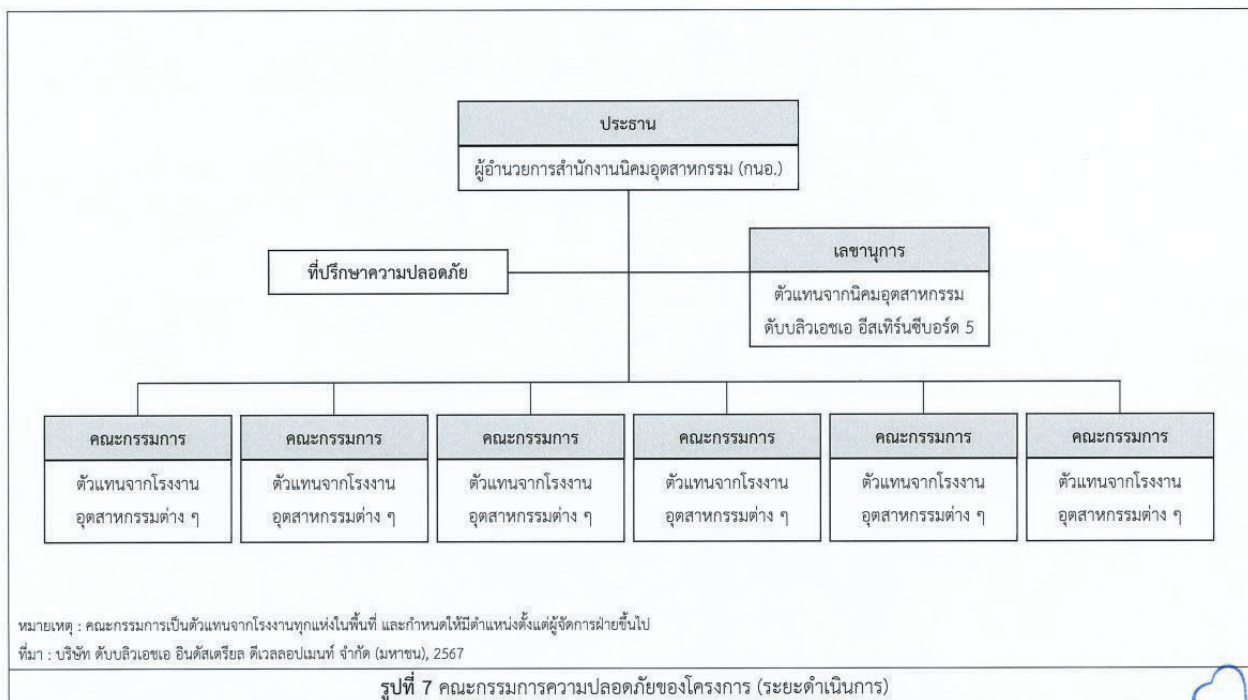 ประธาน
ผู้อำนวยการสำนักงานนิคมอุตสาหกรรม (กนอ.)
ที่ปรึกษาความปลอดภัย
เลขานุการ
ตัวแทนจากนิคมอุตสาหกรรม
ดับบลิวเอชเอ อีสเทิร์นซีบอร์ด 5
คณะกรรมการ
ตัวแทนจากโรงงาน
อุตสาหกรรมต่าง ๆ
คณะกรรมการ
ตัวแทนจากโรงงาน
อุตสาหกรรมต่าง ๆ
คณะกรรมการ
ตัวแทนจากโรงงาน
อุตสาหกรรมต่าง ๆ
คณะกรรมการ
ตัวแทนจากโรงงาน
อุตสาหกรรมต่าง ๆ
คณะกรรมการ
ตัวแทนจากโรงงาน
อุตสาหกรรมต่าง ๆ
คณะกรรมการ
ตัวแทนจากโรงงาน
อุตสาหกรรมต่าง ๆ
หมายเหตุ : คณะกรรมการเป็นตัวแทนจากโรงงานทุกแห่งในพื้นที่ และกำหนดให้มีตำแหน่งตั้งแต่ผู้จัดการฝ่ายขึ้นไป
ที่มา : บริษัท ดับบลิวเอชเอ อินดัสเตรียล ดีเวลลอปเมนท์ จำกัด (มหาชน), 2567
รูปที่ 7 คณะกรรมการความปลอดภัยของโครงการ (ระยะดำเนินการ)